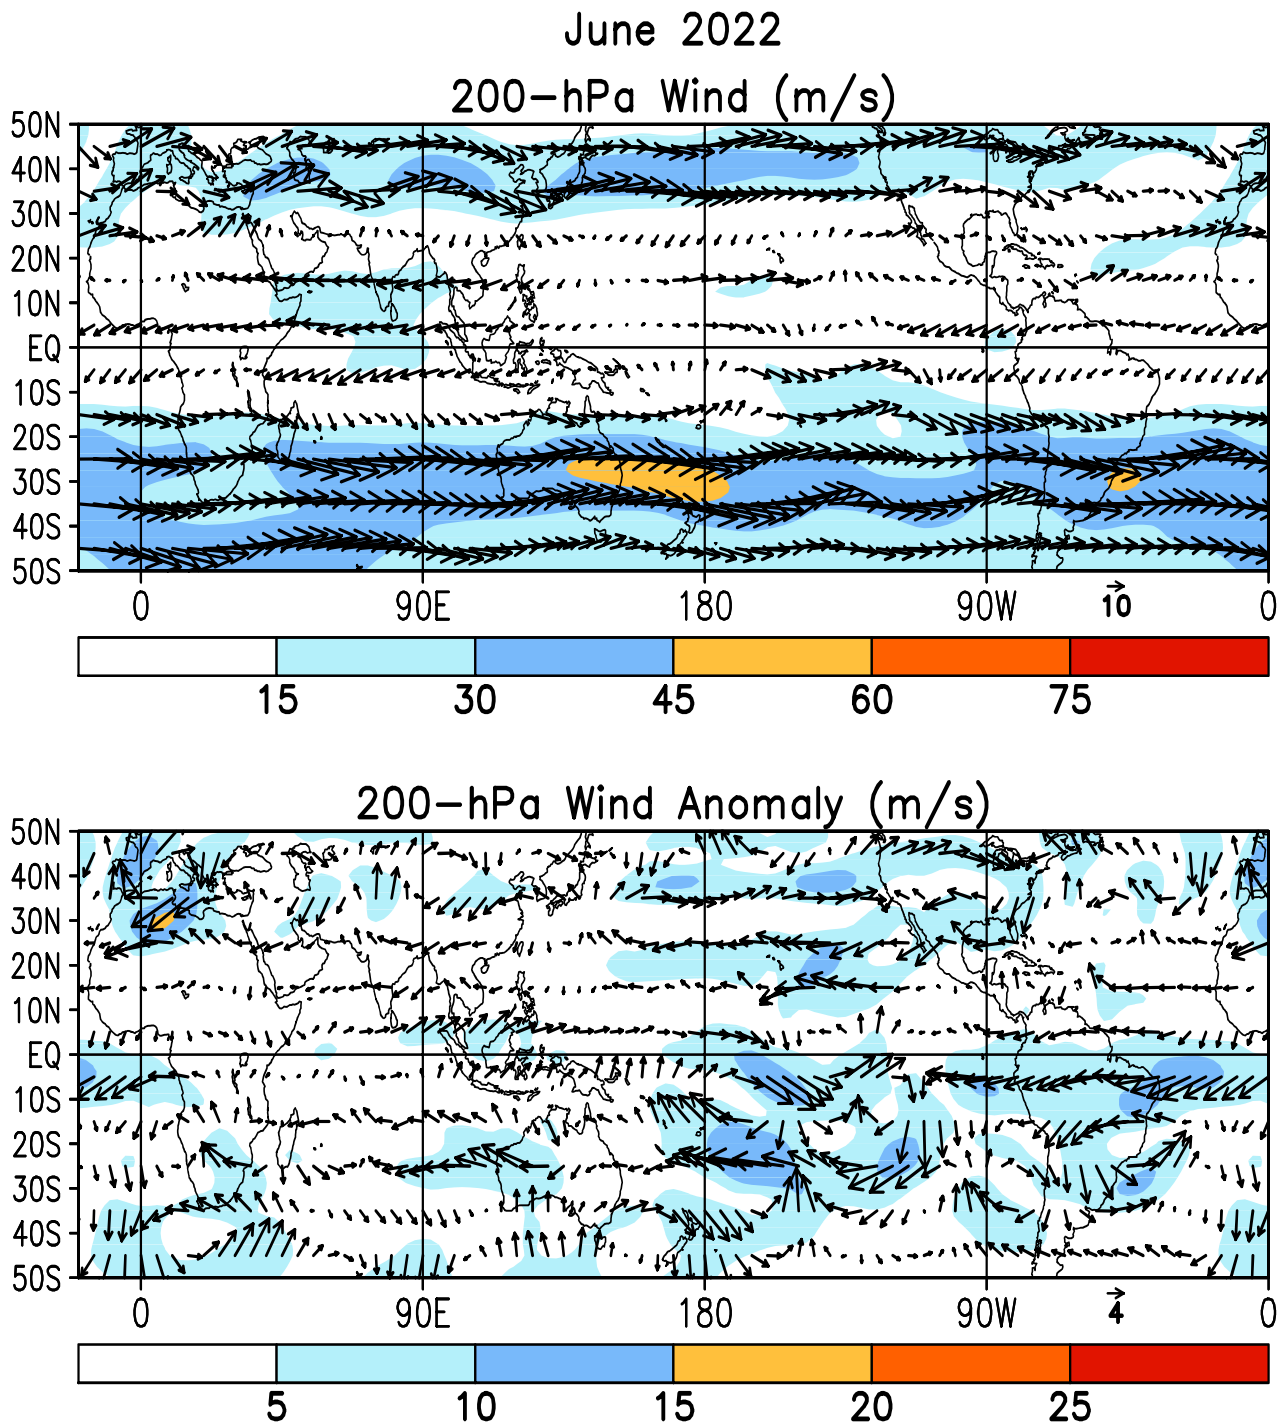 June 2022
200-hPa Wind (m/s)
50N
40N
30N
20N
10N
EQ
10S
20S
30S
40S
50S
0 90E 180 90W 10 0
15 30 45 60 75
200-hPa Wind Anomaly (m/s)
50N
40N
30N
20N
10N
EQ
10S
20S
30S
40S
50S
0 90E 180 90W 4 0
5 10 15 20 25